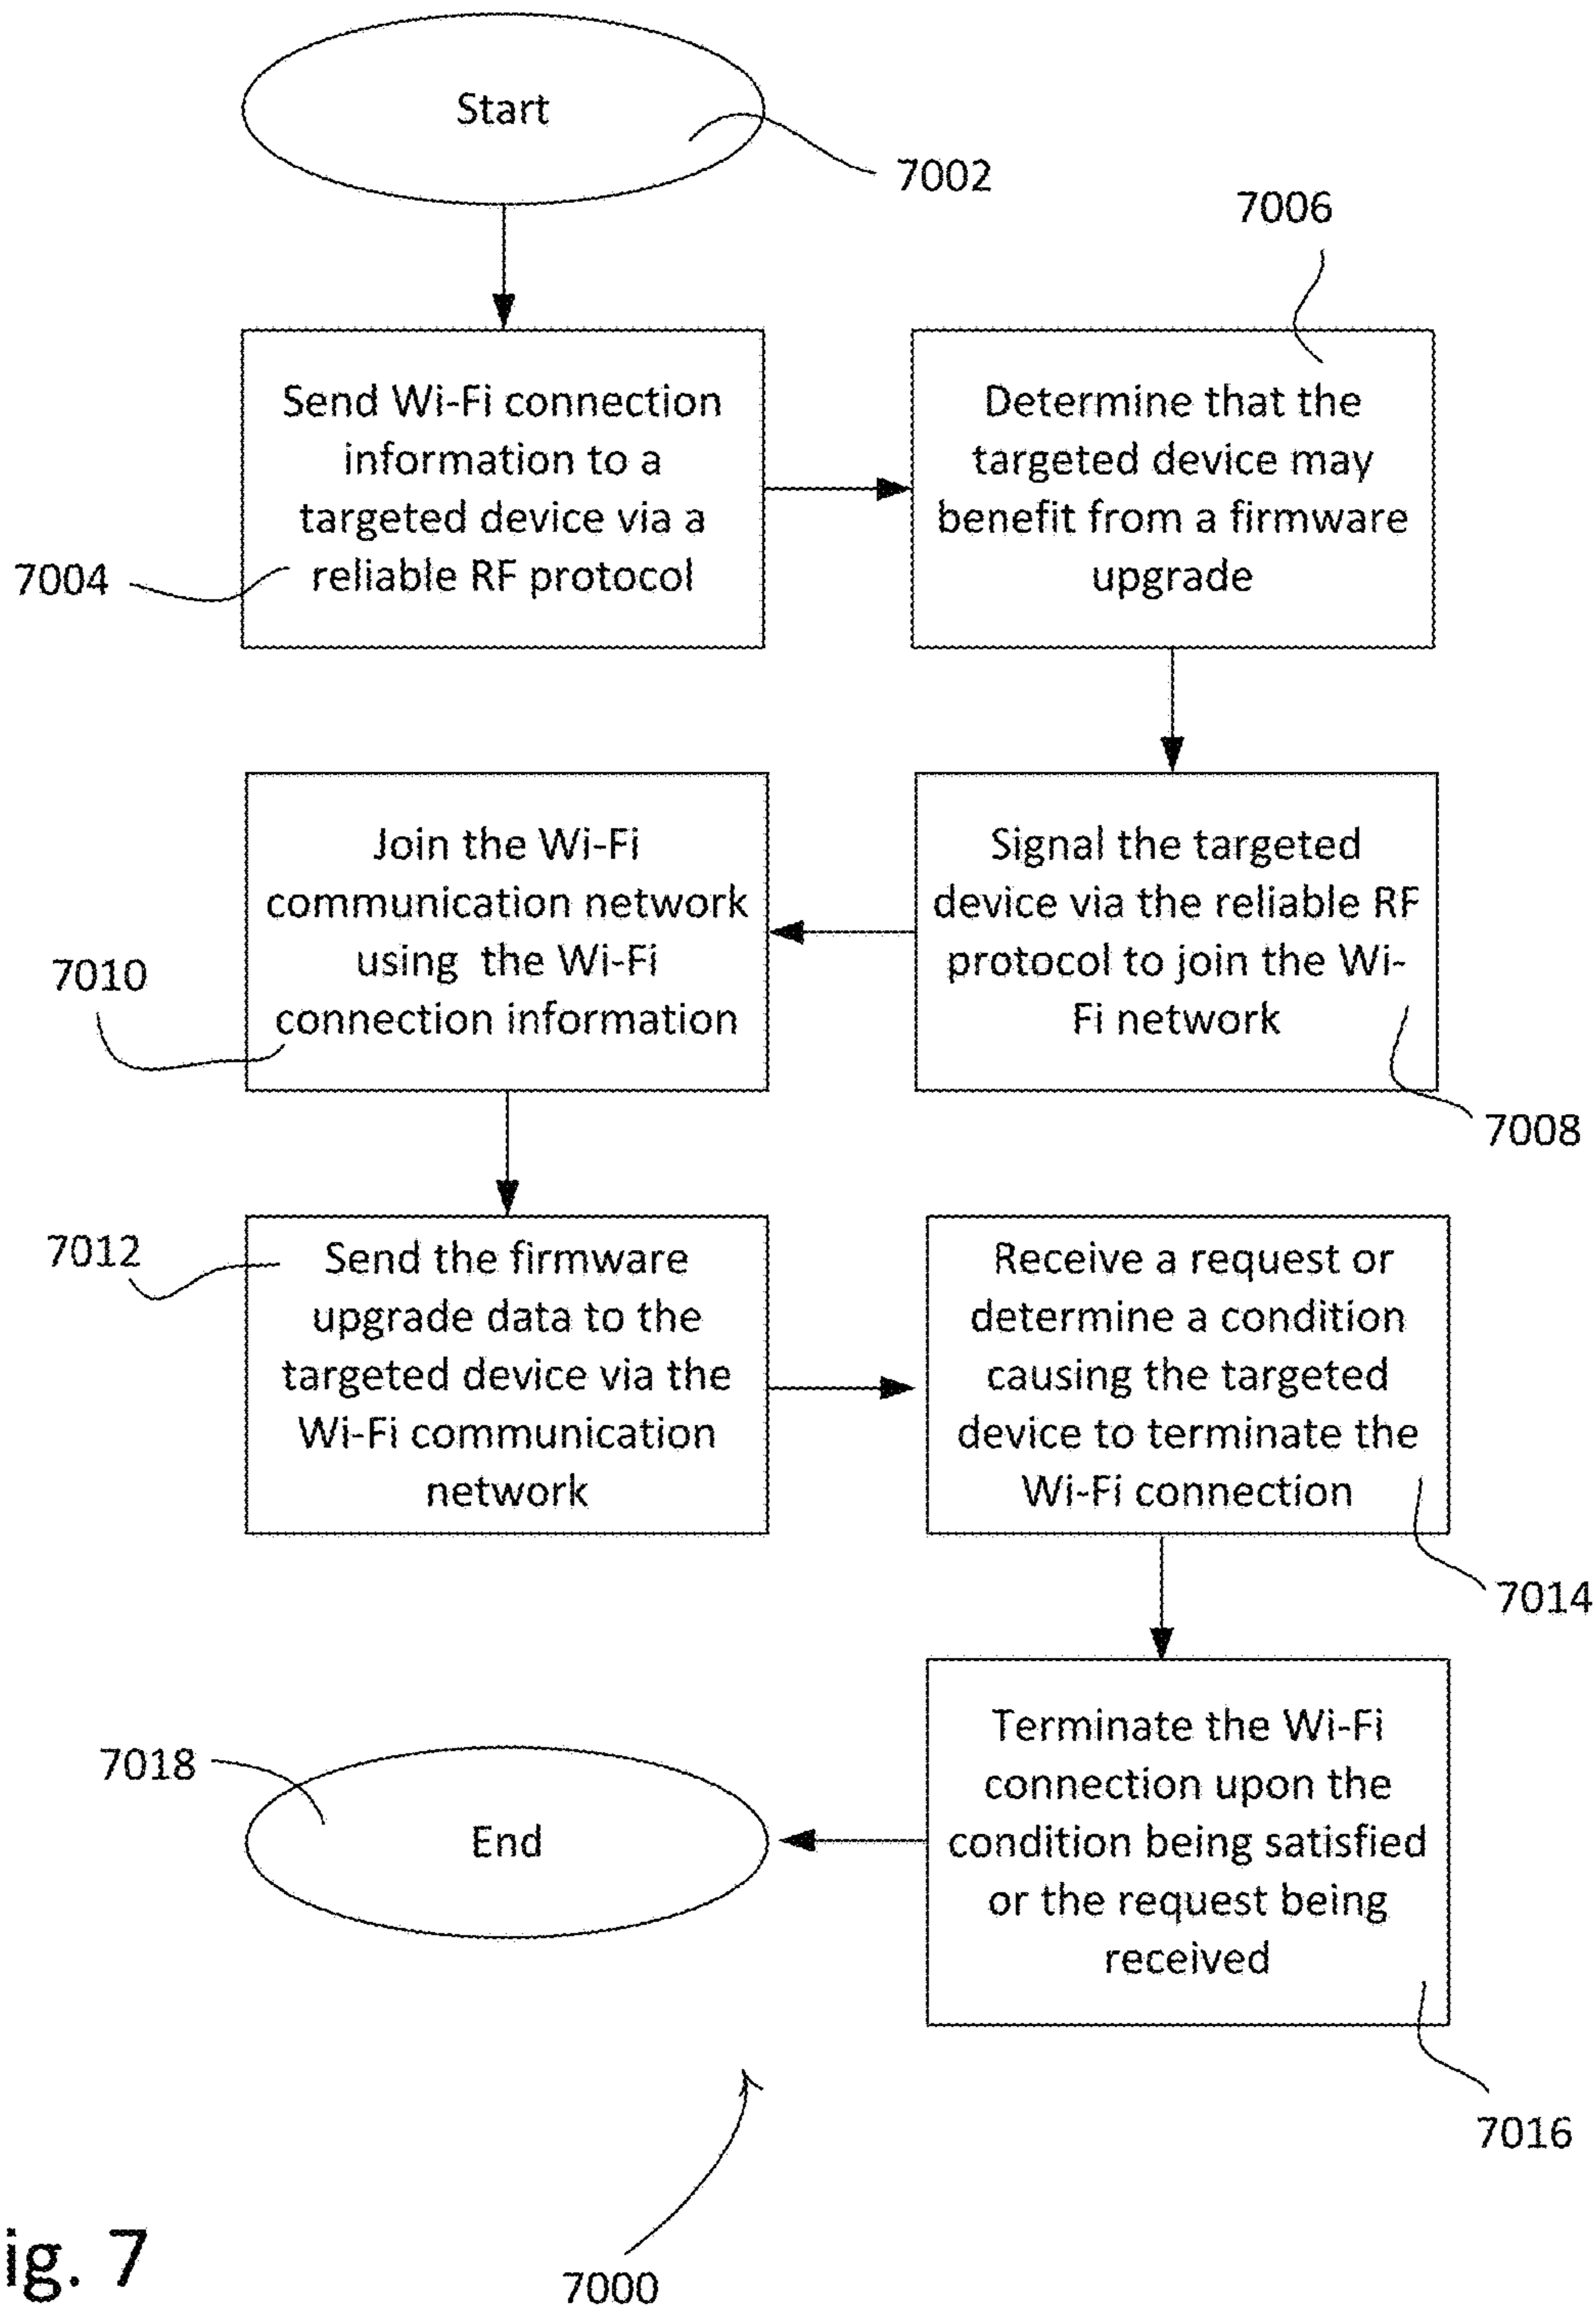 Start
7002
7006
Send Wi-Fi connection
information to a
targeted device via a
reliable RF protocol
7004
Determine that the
targeted device may
benefit from a firmware
upgrade
Signal the targeted
device via the reliable RF
protocol to join the Wi-
Fi network
7008
Join the Wi-Fi
communication network
using the Wi-Fi
connection information
7010
7012
Send the firmware
upgrade data to the
targeted device via the
Wi-Fi communication
network
Receive a request or
determine a condition
causing the targeted
device to terminate the
Wi-Fi connection
7014
Terminate the Wi-Fi
connection upon the
condition being satisfied
or the request being
received
7016
7018
End
7000
ig. 7